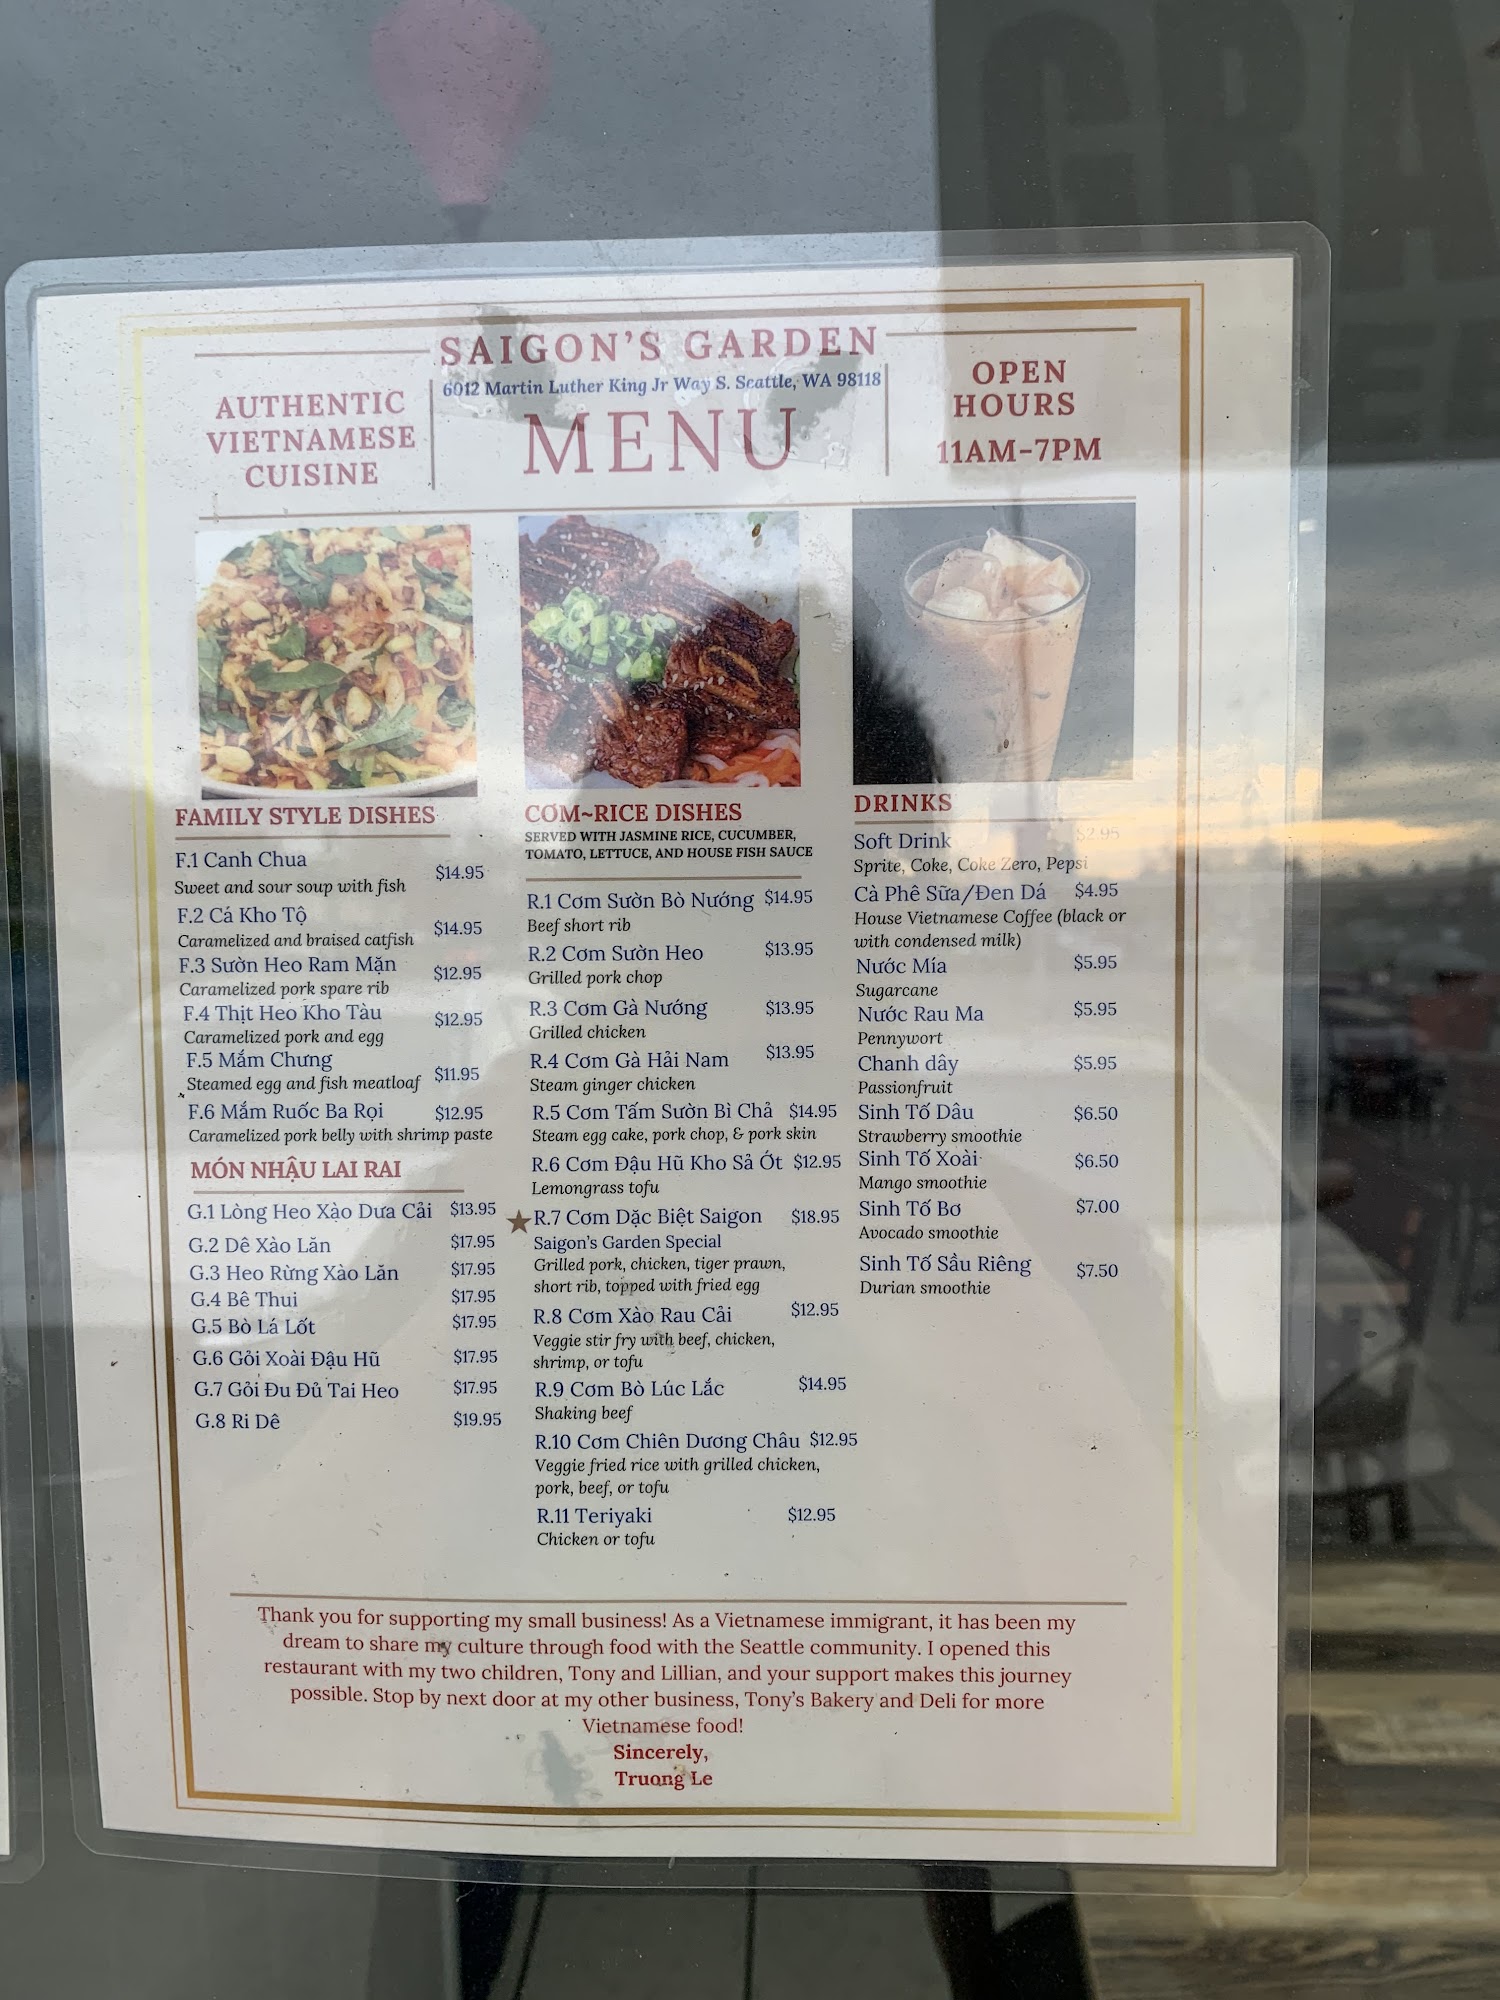 SAIGON'S GARDEN
6012 Martin Luther King Jr Way S. Seattle, WA 98118
MENU
AUTHENTIC
VIETNAMESE
CUISINE
OPEN
HOURS
11AM-7PM
FAMILY STYLE DISHES
F.1 Canh Chua $14.95
Sweet and sour soup with fish
F.2 Cá Kho Tộ $14.95
Caramelized and braised catfish
F.3 Sườn Heo Ram Mặn $12.95
Caramelized pork spare rib
F.4 Thịt Heo Kho Tàu $12.95
Caramelized pork and egg
F.5 Mắm Chưng $11.95
Steamed egg and fish meatloaf
F.6 Mắm Ruốc Ba Rọi $12.95
Caramelized pork belly with shrimp paste
MÓN NHẬU LAI RAI
G.1 Lòng Heo Xào Dưa Cải $13.95
G.2 Dê Xào Lăn $17.95
G.3 Heo Rừng Xào Lăn $17.95
G.4 Bê Thui $17.95
G.5 Bò Lá Lốt $17.95
G.6 Gỏi Xoài Đậu Hũ $17.95
G.7 Gỏi Đu Đủ Tai Heo $17.95
G.8 Ri Dê $19.95
CƠM~RICE DISHES
SERVED WITH JASMINE RICE, CUCUMBER,
TOMATO, LETTUCE, AND HOUSE FISH SAUCE
R.1 Cơm Sườn Bò Nướng $14.95
Beef short rib
R.2 Cơm Sườn Heo $13.95
Grilled pork chop
R.3 Cơm Gà Nướng $13.95
Grilled chicken
R.4 Cơm Gà Hải Nam $13.95
Steam ginger chicken
R.5 Cơm Tấm Sườn Bì Chả $14.95
Steam egg cake, pork chop, & pork skin
R.6 Cơm Đậu Hũ Kho Sả Ớt $12.95
Lemongrass tofu
R.7 Cơm Dặc Biệt Saigon $18.95
Saigon's Garden Special
Grilled pork, chicken, tiger prawn,
short rib, topped with fried egg
R.8 Cơm Xào Rau Cải $12.95
Veggie stir fry with beef, chicken,
shrimp, or tofu
R.9 Cơm Bò Lúc Lắc $14.95
Shaking beef
R.10 Cơm Chiên Dương Châu $12.95
Veggie fried rice with grilled chicken,
pork, beef, or tofu
R.11 Teriyaki $12.95
Chicken or tofu
DRINKS
Soft Drink $2.95
Sprite, Coke, Coke Zero, Pepsi
Cà Phê Sữa/Đen Dá $4.95
House Vietnamese Coffee (black or
with condensed milk)
Nước Mía $5.95
Sugarcane
Nước Rau Ma $5.95
Pennywort
Chanh dây $5.95
Passionfruit
Sinh Tố Dâu $6.50
Strawberry smoothie
Sinh Tố Xoài $6.50
Mango smoothie
Sinh Tố Bơ $7.00
Avocado smoothie
Sinh Tố Sầu Riêng $7.50
Durian smoothie
Thank you for supporting my small business! As a Vietnamese immigrant, it has been my
dream to share my culture through food with the Seattle community. I opened this
restaurant with my two children, Tony and Lillian, and your support makes this journey
possible. Stop by next door at my other business, Tony's Bakery and Deli for more
Vietnamese food!
Sincerely,
Truong Le